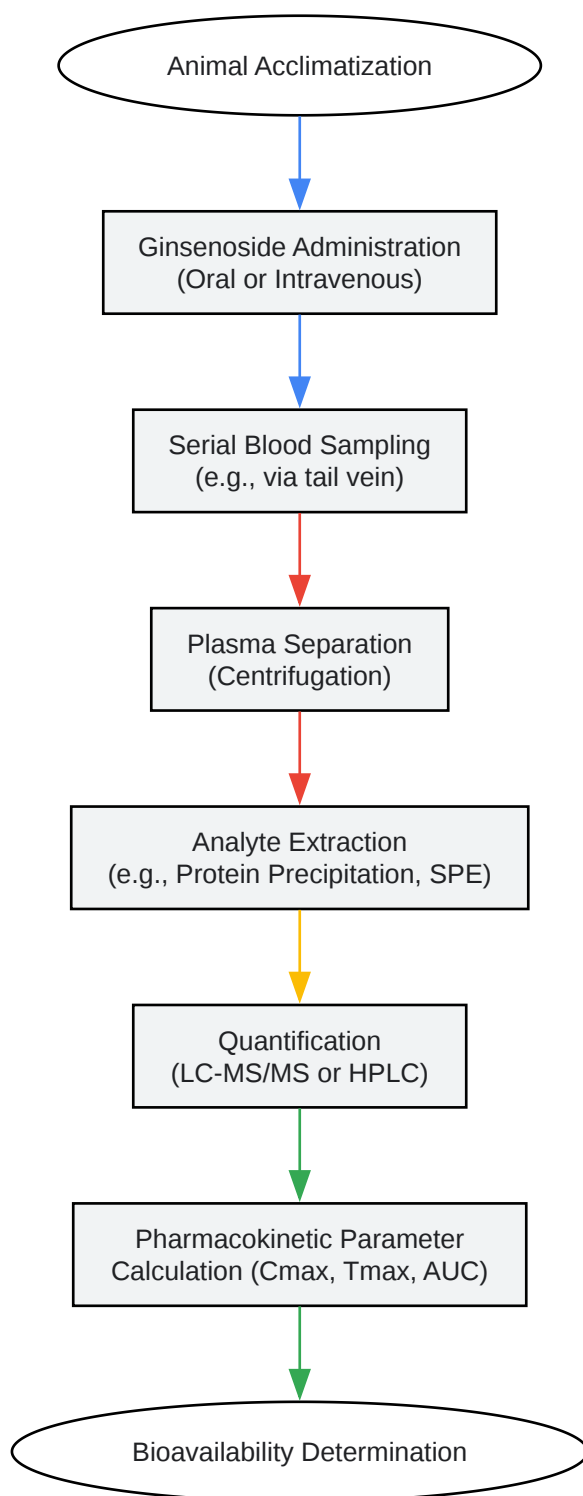 Animal Acclimatization
Ginsenoside Administration
(Oral or Intravenous)
Serial Blood Sampling
(e.g., via tail vein)
Plasma Separation
(Centrifugation)
Analyte Extraction
(e.g., Protein Precipitation, SPE)
Quantification
(LC-MS/MS or HPLC)
Pharmacokinetic Parameter
Calculation (Cmax, Tmax, AUC)
Bioavailability Determination